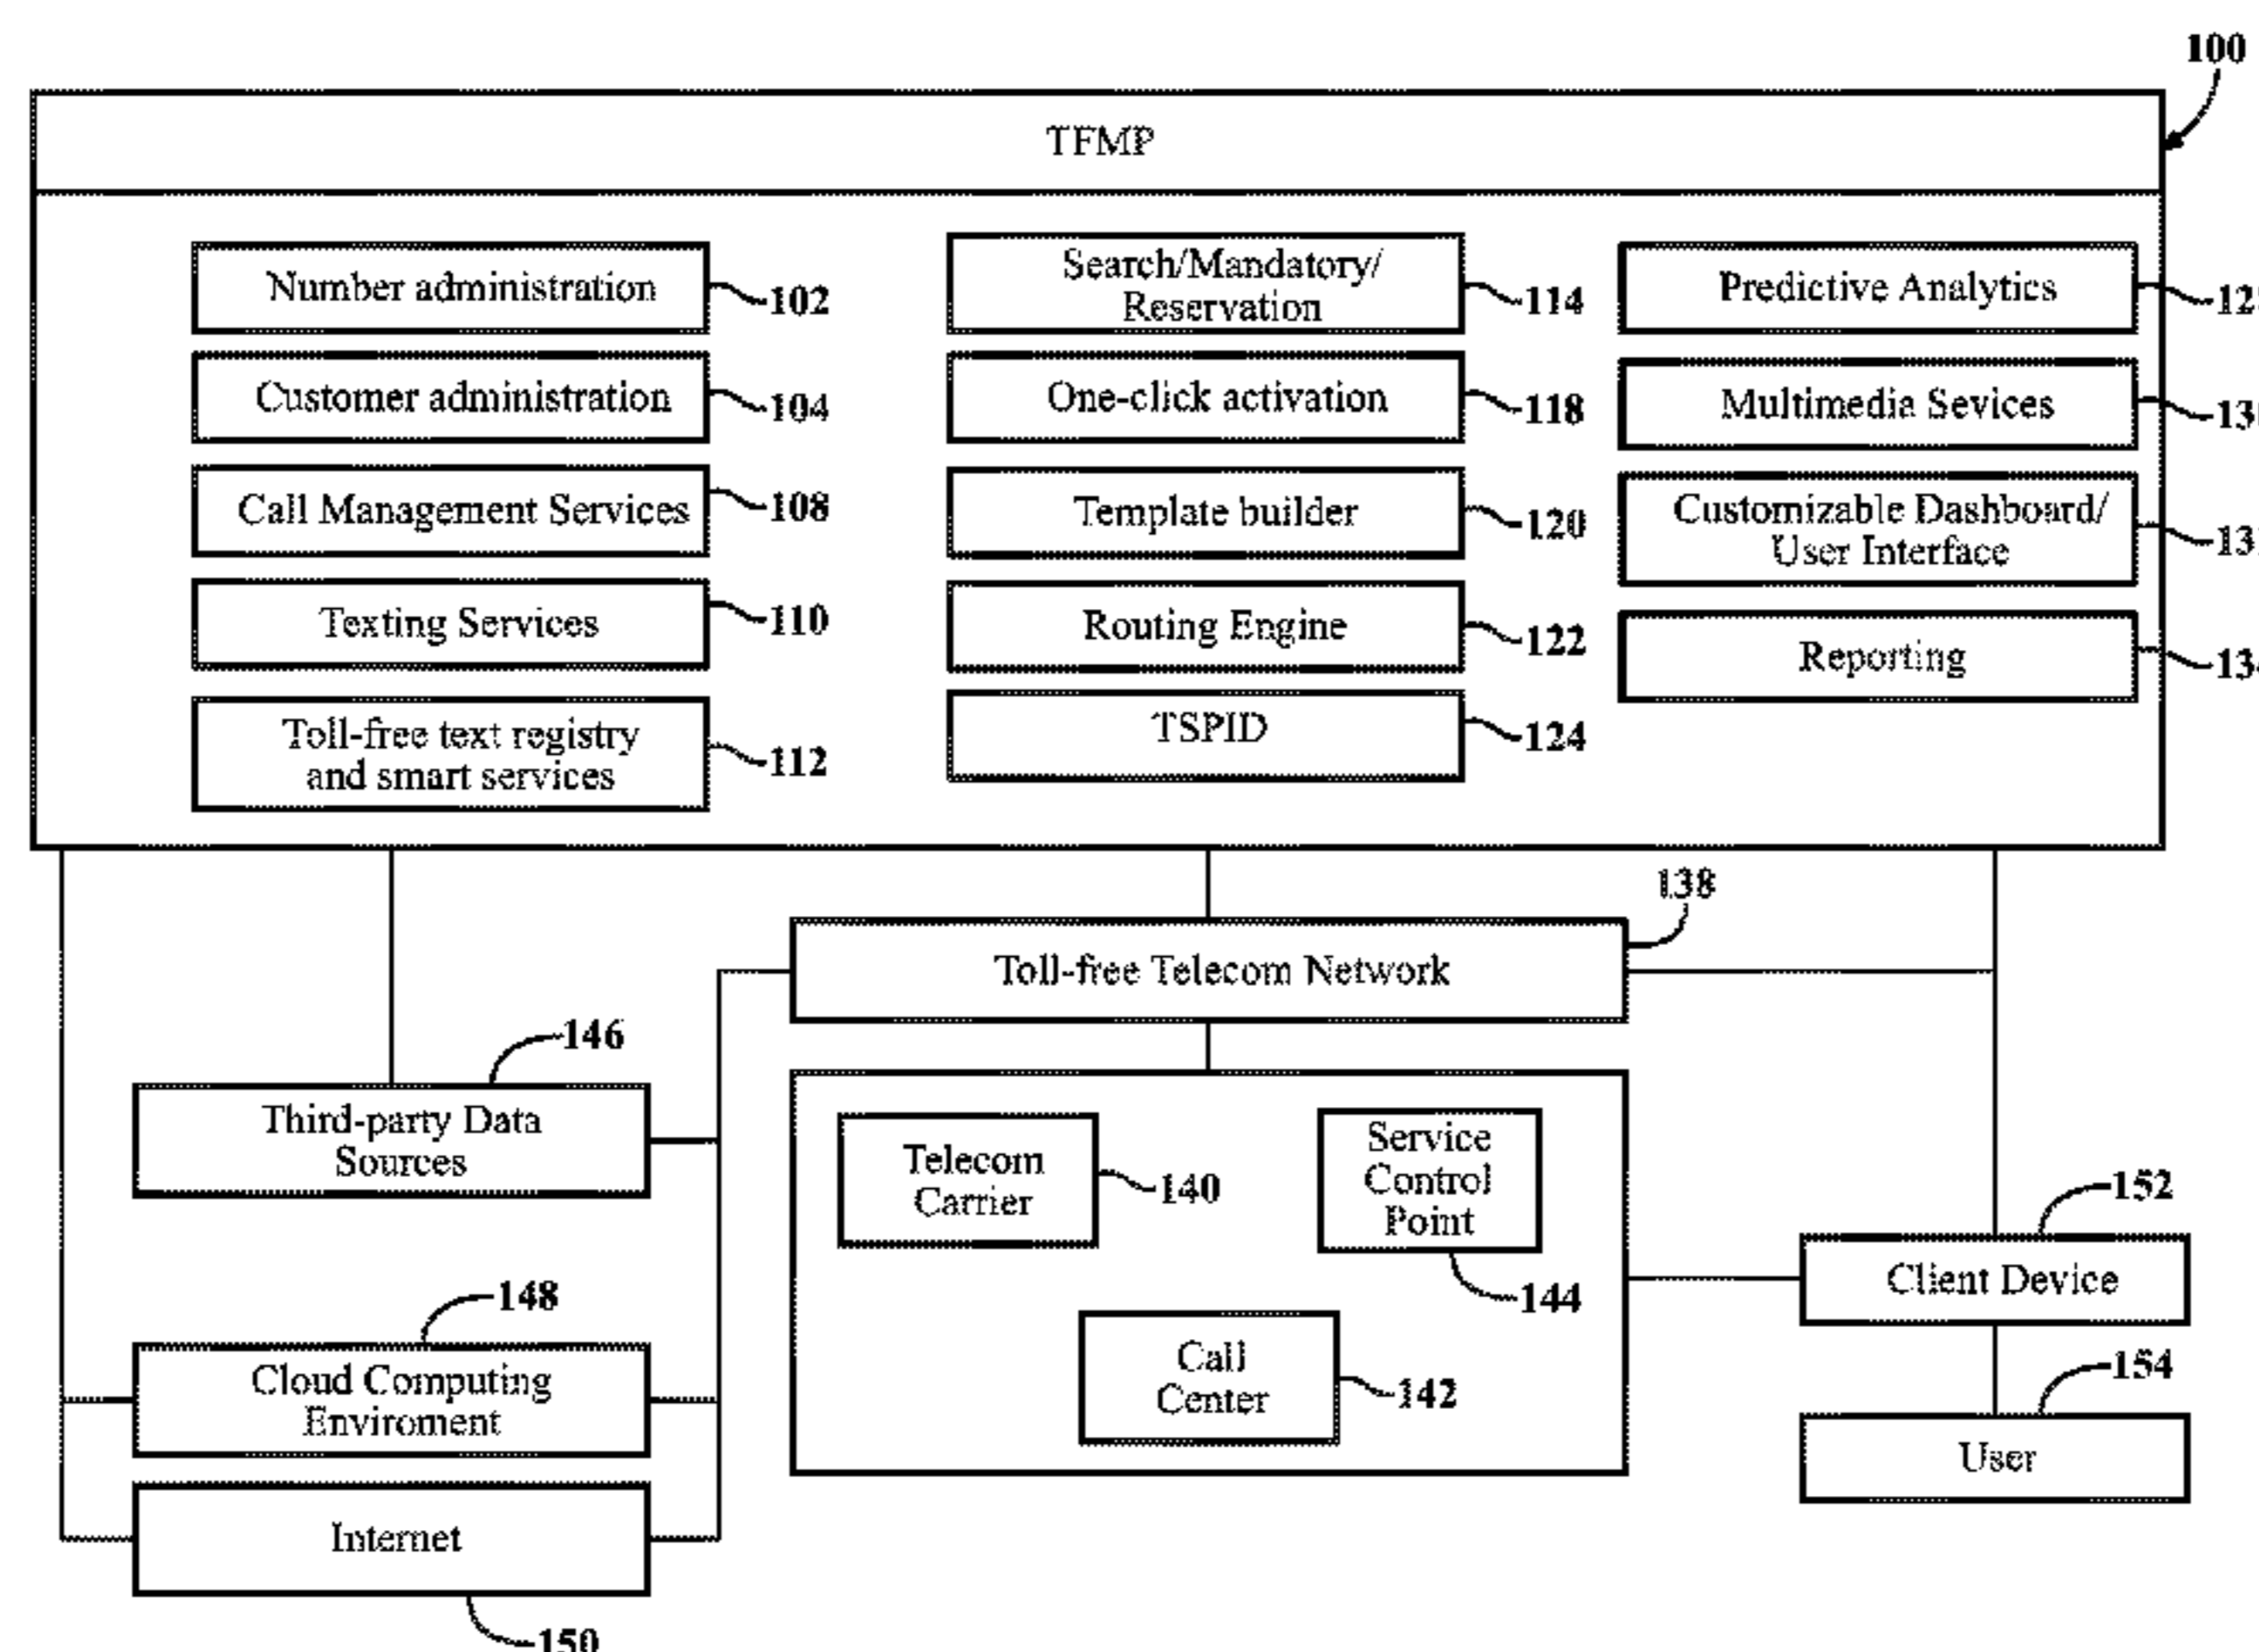 100
TFMP
Number administration
102
Customer administration
104
Call Management Services
108
Texting Services
110
Toll-free text registry
and smart services
112
Search/Mandatory/
Reservation
114
One-click activation
118
Template builder
120
Routing Engine
122
TSPID
124
Predictive Analytics
Multimedia Sevices
Customizable Dashboard/
User Interface
Reporting
138
Toll-free Telecom Network
146
Third-party Data
Sources
148
Cloud Computing
Enviroment
Internet
150
Telecom
Carrier
140
Service
Control
Point
144
Call
Center
142
152
Client Device
154
User